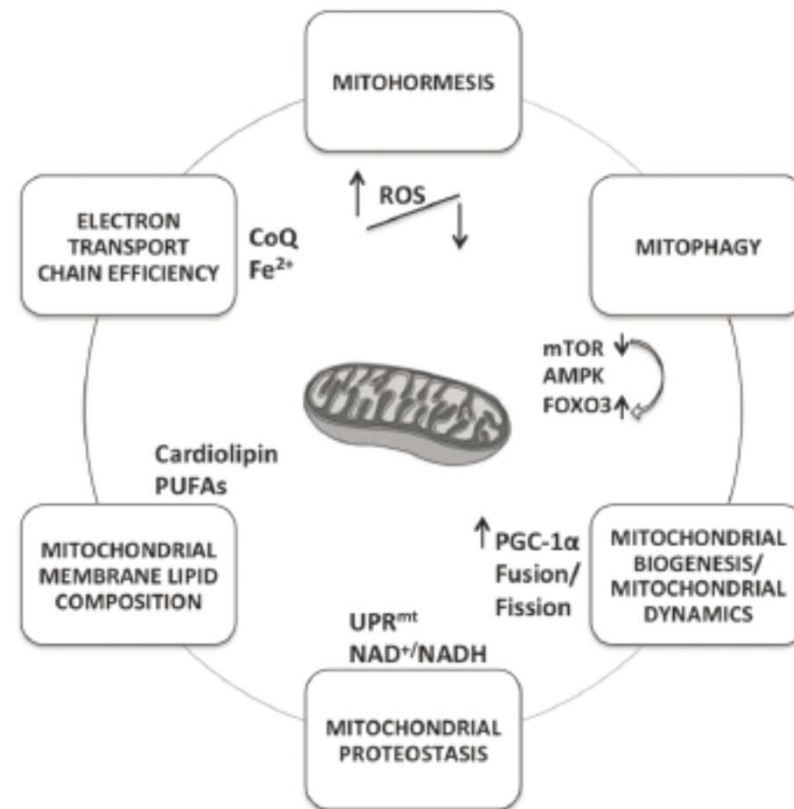 MITOHORMESIS
↑ ROS ↓
ELECTRON
TRANSPORT
CHAIN EFFICIENCY
CoQ
Fe²⁺
MITOPHAGY
mTOR ↓
AMPK
FOXO3 ↑
Cardiolipin
PUFAs
MITOCHONDRIAL
MEMBRANE LIPID
COMPOSITION
↑ PGC-1α
Fusion/
Fission
MITOCHONDRIAL
BIOGENESIS/
MITOCHONDRIAL
DYNAMICS
UPRᵐᵗ
NAD⁺/NADH
MITOCHONDRIAL
PROTEOSTASIS